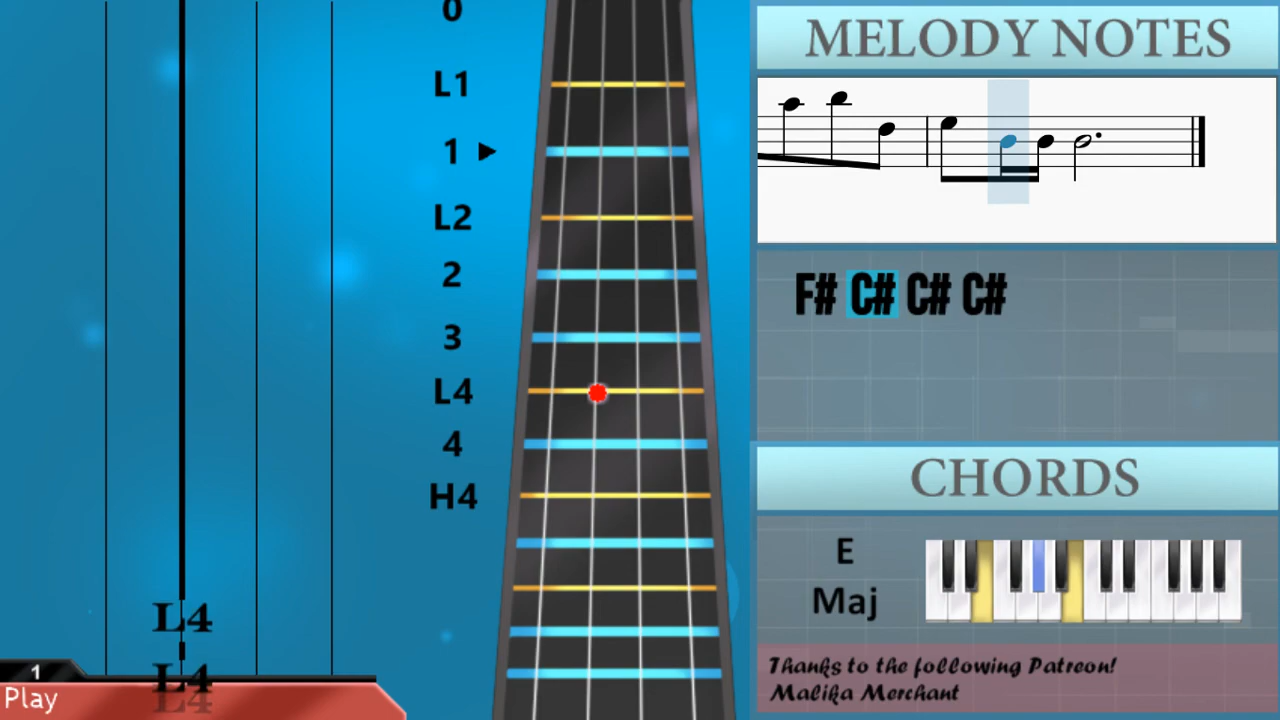 0
L1
1
L2
2
3
L4
4
H4
L4
L4
L4
1
Play
MELODY NOTES
F# C# C# C#
CHORDS
E
Maj
Thanks to the following Patreon!
Malika Merchant